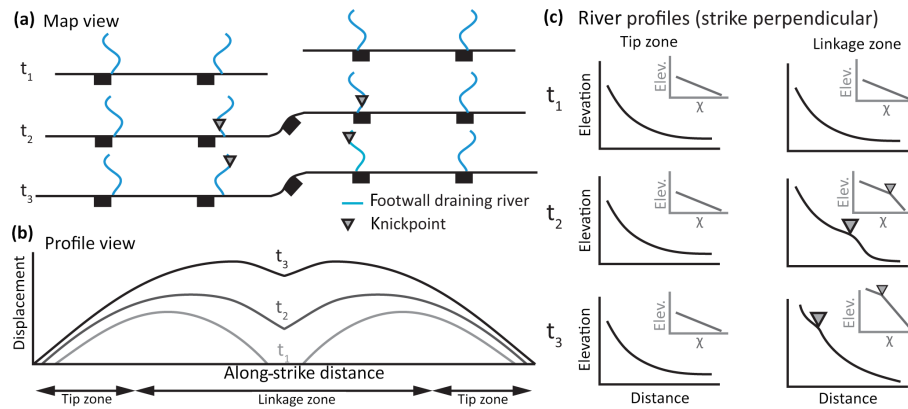 (a) Map view
t1
t2
t3
Footwall draining river
Knickpoint
(b) Profile view
Displacement
t3
t2
t1
Along-strike distance
Tip zone
Linkage zone
Tip zone
(c) River profiles (strike perpendicular)
Tip zone
Linkage zone
t1
Elevation
Elev.
χ
Elev.
χ
t2
Elevation
Elev.
χ
Elev.
χ
t3
Elevation
Elev.
χ
Elev.
χ
Distance
Distance